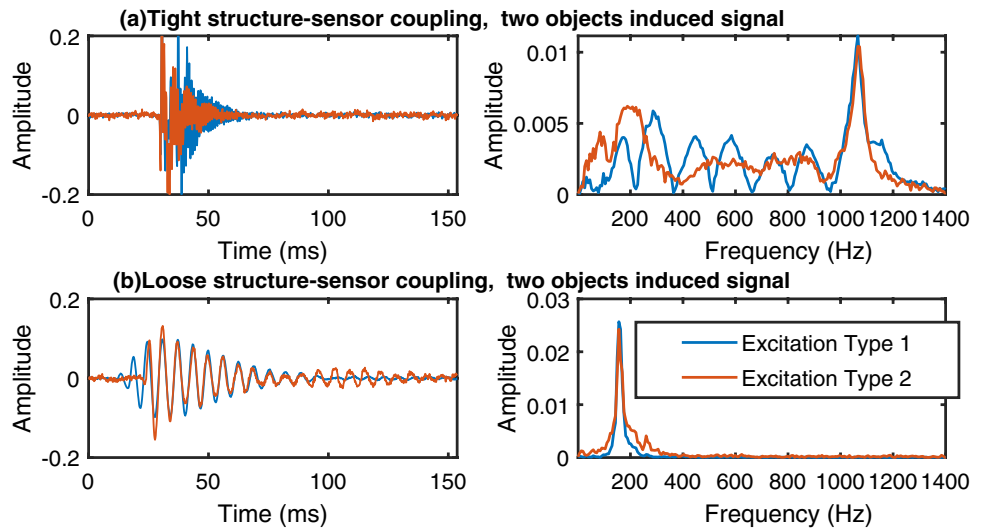 (a)Tight structure-sensor coupling, two objects induced signal
Amplitude
0.2
0
-0.2
0 50 100 150
Time (ms)
Amplitude
0.01
0.005
0
200 400 600 800 1000 1200 1400
Frequency (Hz)
(b)Loose structure-sensor coupling, two objects induced signal
Amplitude
0.2
0
-0.2
0 50 100 150
Time (ms)
Amplitude
0.03
0.02
0.01
0
200 400 600 800 1000 1200 1400
Frequency (Hz)
Excitation Type 1
Excitation Type 2